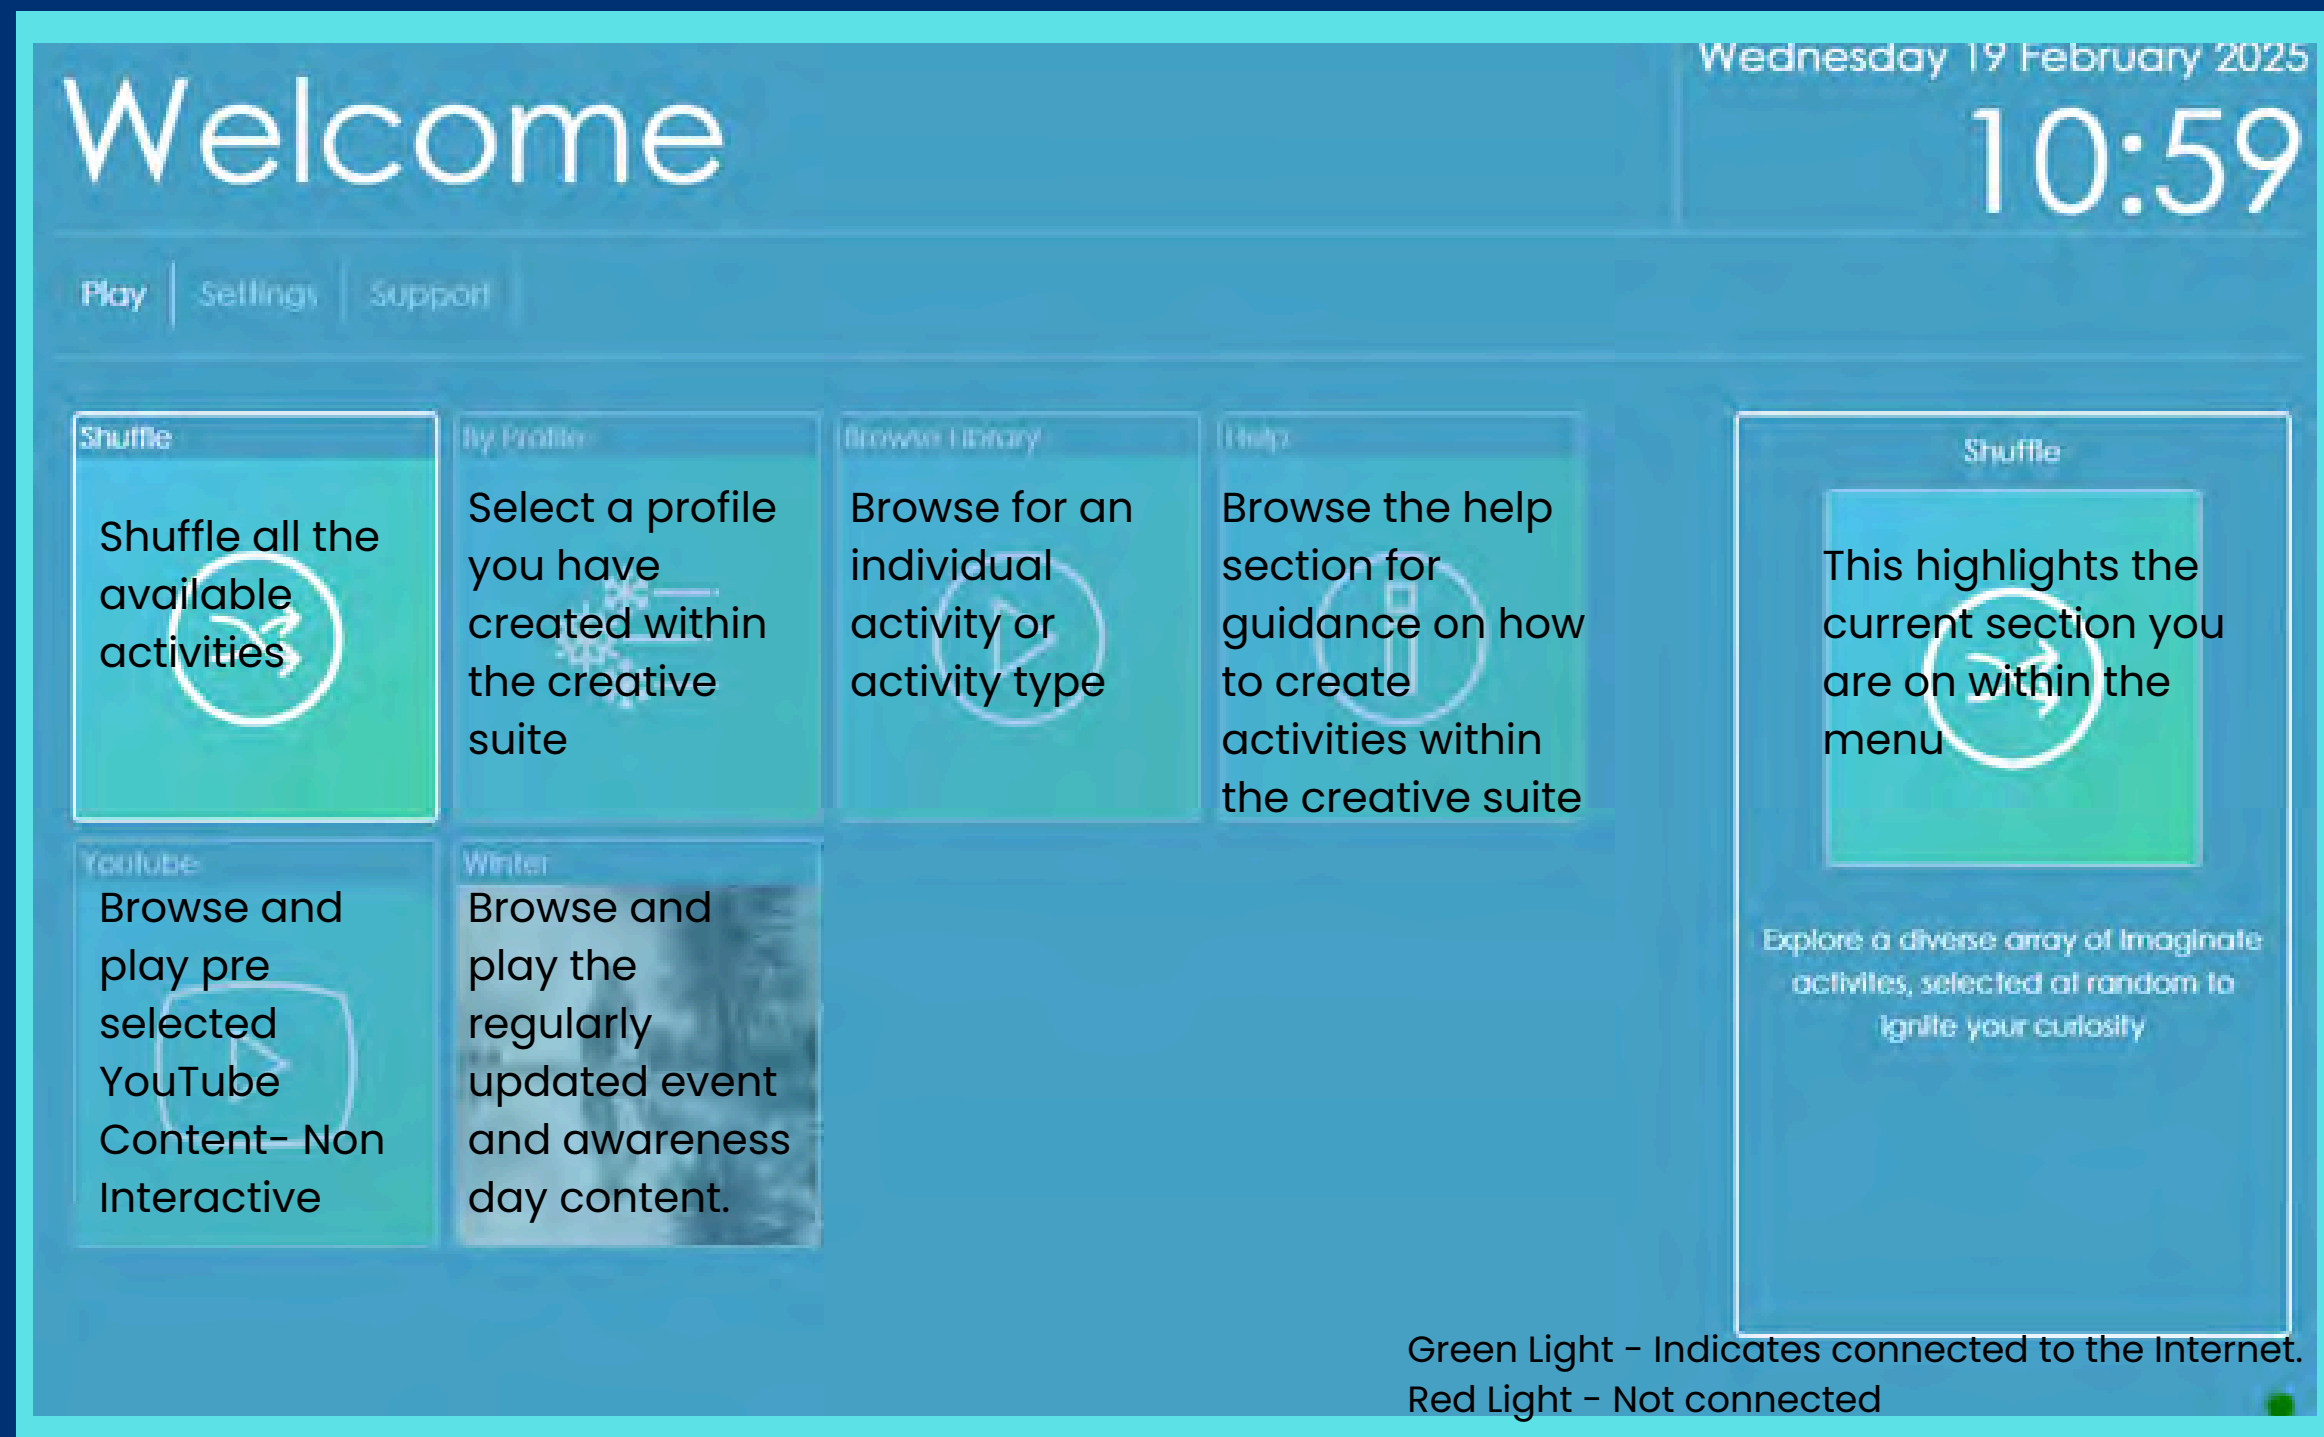 Welcome
Wednesday 19 February 2025
10:59
Play
Settings
Support
Shuffle
Shuffle all the
available
activities
By Profile
Select a profile
you have
created within
the creative
suite
Browse Library
Browse for an
individual
activity or
activity type
Help
Browse the help
section for
guidance on how
to create
activities within
the creative suite
Shuffle
This highlights the
current section you
are on within the
menu
Explore a diverse array of Imaginate
activites, selected at random to
ignite your curiosity
YouTube
Browse and
play pre
selected
YouTube
Content- Non
Interactive
Winter
Browse and
play the
regularly
updated event
and awareness
day content.
Green Light - Indicates connected to the Internet.
Red Light - Not connected